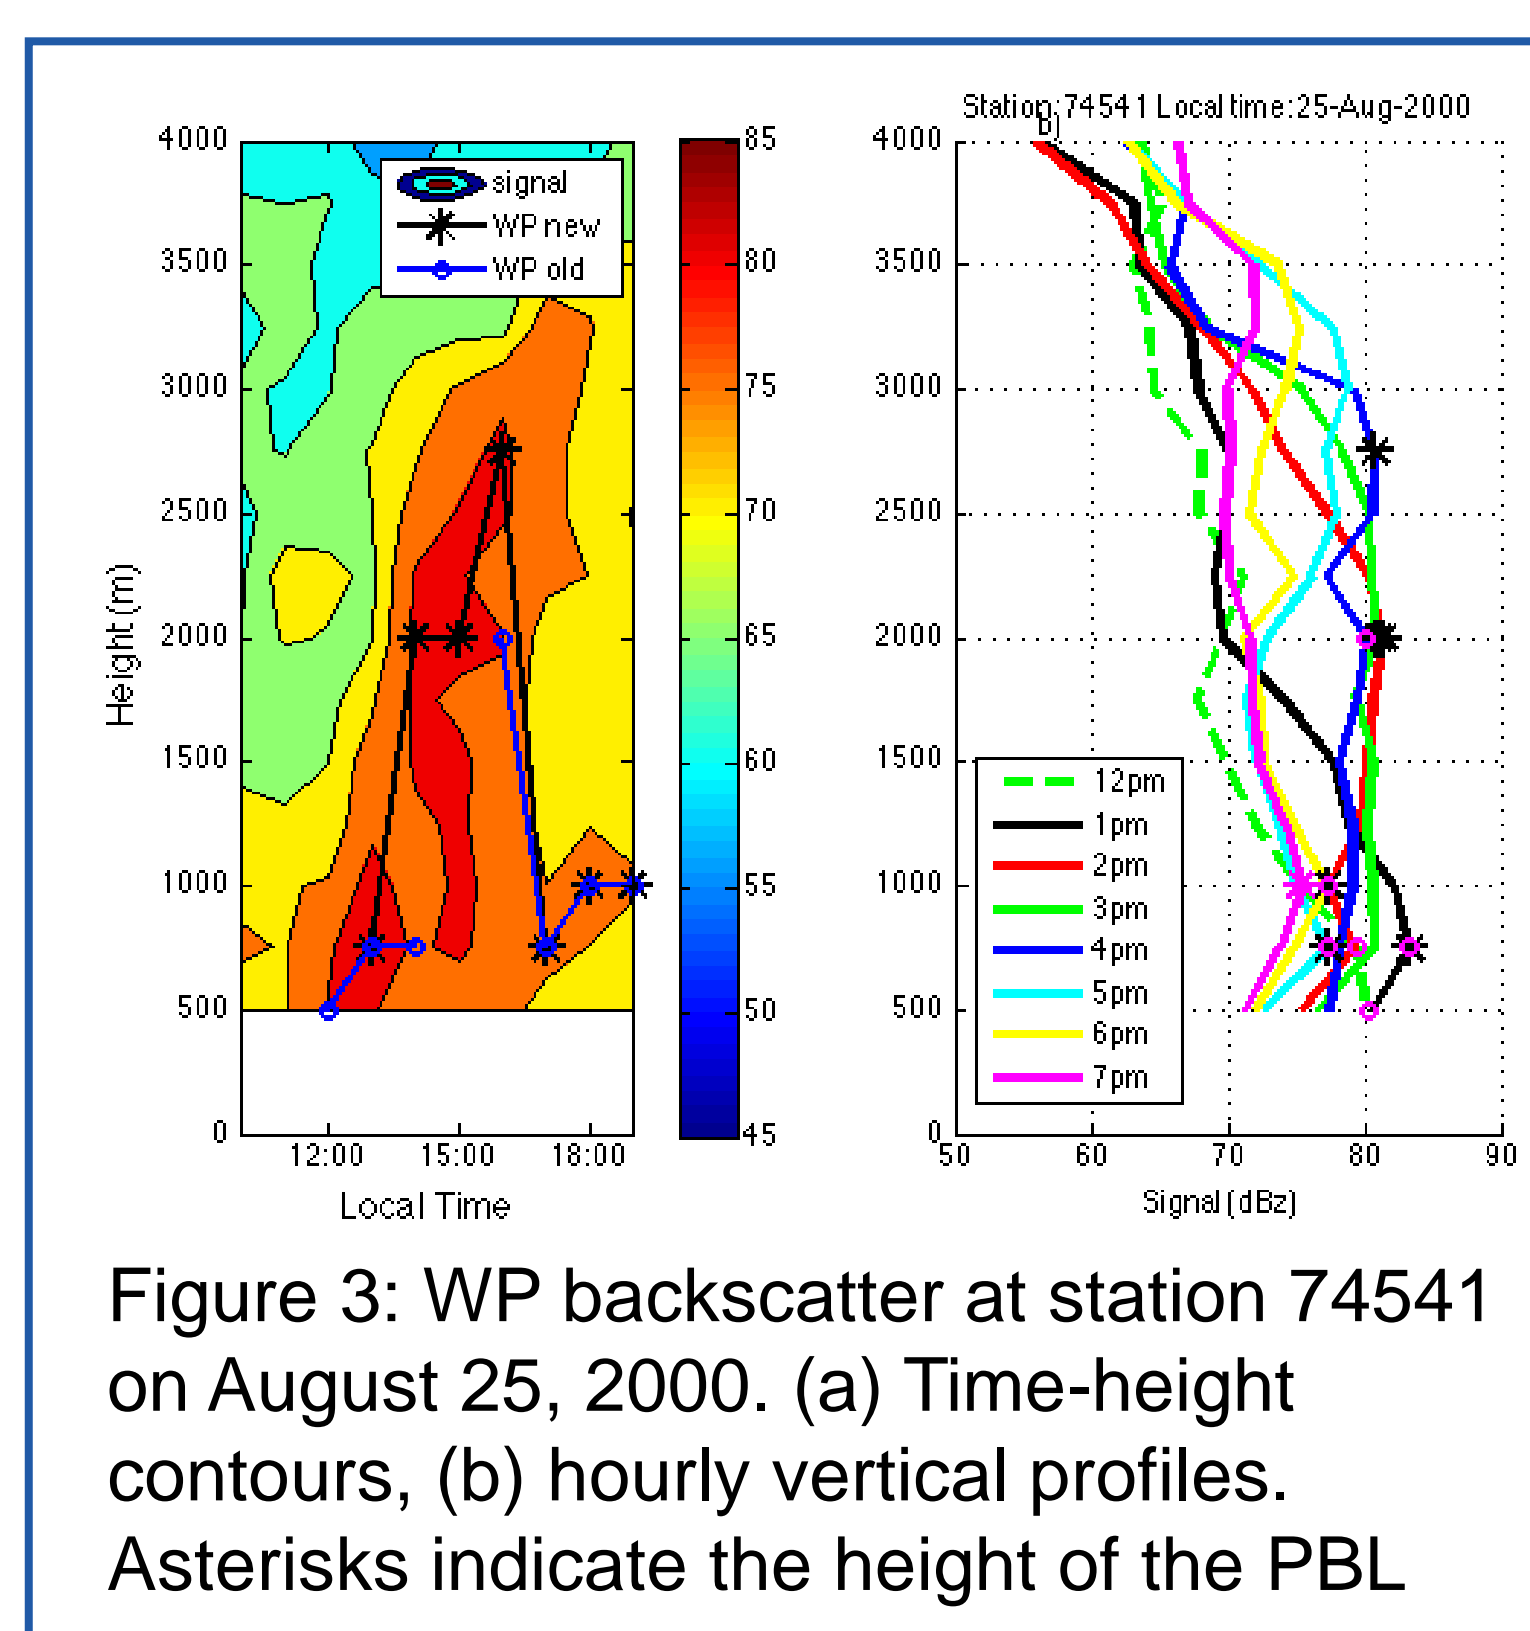 Station:74541 Local time:25-Aug-2000
b)
4000
3500
3000
2500
2000
1500
1000
500
0
Height (m)
12:00 15:00 18:00
Local Time
signal
WP new
WP old
85
80
75
70
65
60
55
50
45
4000
3500
3000
2500
2000
1500
1000
500
0
12pm
1pm
2pm
3pm
4pm
5pm
6pm
7pm
50 60 70 80 90
Signal (dBz)
Figure 3: WP backscatter at station 74541
on August 25, 2000. (a) Time-height
contours, (b) hourly vertical profiles.
Asterisks indicate the height of the PBL